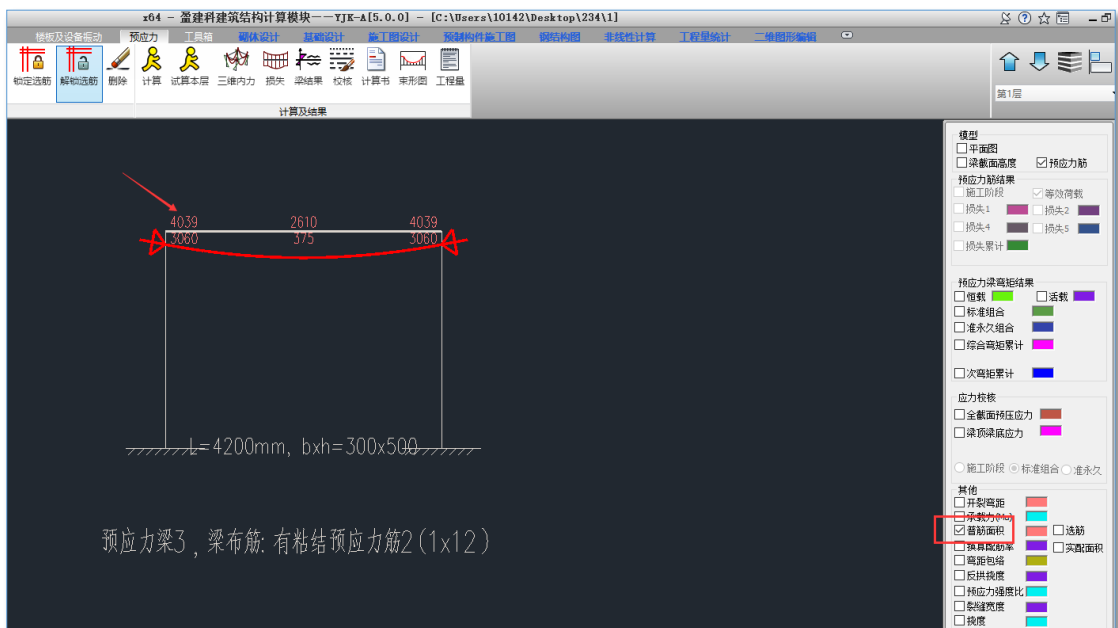 x64 - 盈建科建筑结构计算模块——YJK-A[5.0.0] - [C:\Users\10142\Desktop\234\1]
楼板及设备振动 预应力 工具箱 砌体设计 基础设计 施工图设计 预制构件施工图 钢结构图 非线性计算 工程量统计 二维图形编辑
锁定选筋 解锁选筋 删除 计算 试算本层 三维内力 损失 梁结果 校核 计算书 束形图 工程量
计算及结果
第1层
4039 2610 4039
3060 375 3060
L=4200mm, bxh=300x500
预应力梁3, 梁布筋: 有粘结预应力筋2(1x12)
模型
平面图
梁截面高度 预应力筋
预应力筋结果
施工阶段 等效荷载
损失1 损失2
损失4 损失5
损失累计
预应力梁弯矩结果
恒载 活载
标准组合
准永久组合
综合弯矩累计
次弯矩累计
应力校核
全截面预压应力
梁顶梁底应力
施工阶段 标准组合 准永久
其他
开裂弯距
承载力(Mu)
普筋面积 选筋
换算配筋率 实配面积
弯距包络
反拱挠度
预应力强度比
裂缝宽度
挠度